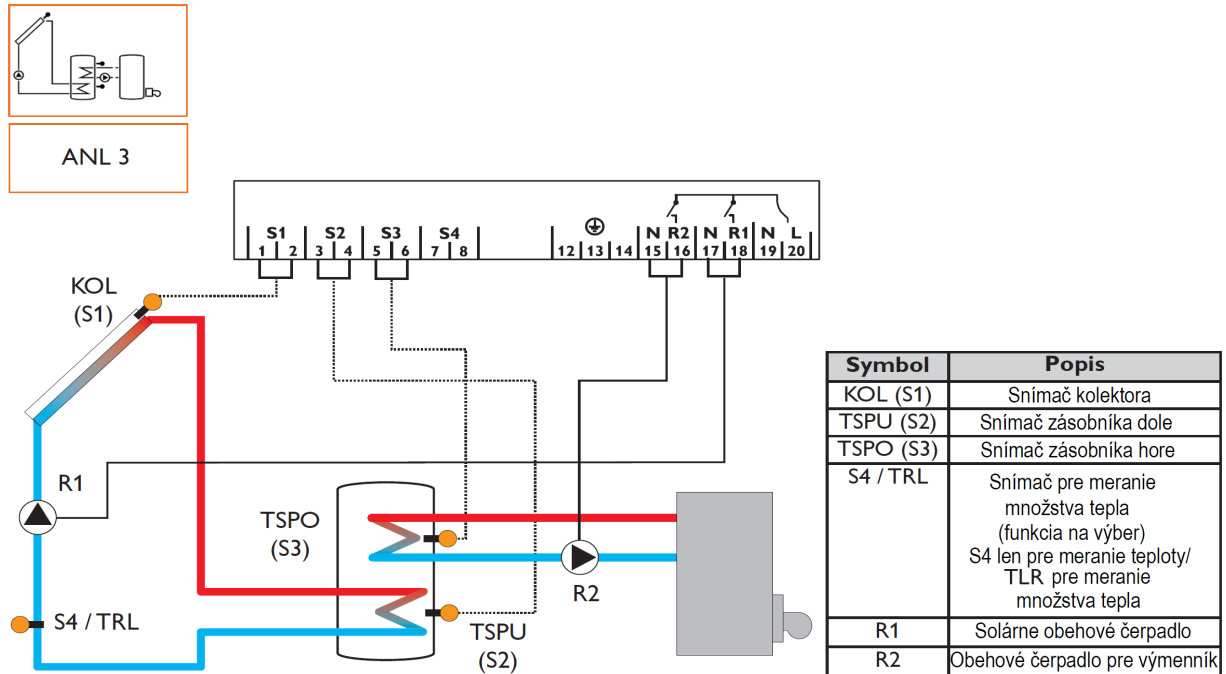 ANL 3
S1 S2 S3 S4 N R2 N R1 N L
1 2 3 4 5 6 7 8 12 13 14 15 16 17 18 19 20
KOL
(S1)
R1
TSPO
(S3)
R2
S4 / TRL
TSPU
(S2)
Symbol Popis
KOL (S1) Snímač kolektora
TSPU (S2) Snímač zásobníka dole
TSPO (S3) Snímač zásobníka hore
S4 / TRL Snímač pre meranie
množstva tepla
(funkcia na výber)
S4 len pre meranie teploty/
TLR pre meranie
množstva tepla
R1 Solárne obehové čerpadlo
R2 Obehové čerpadlo pre výmenník